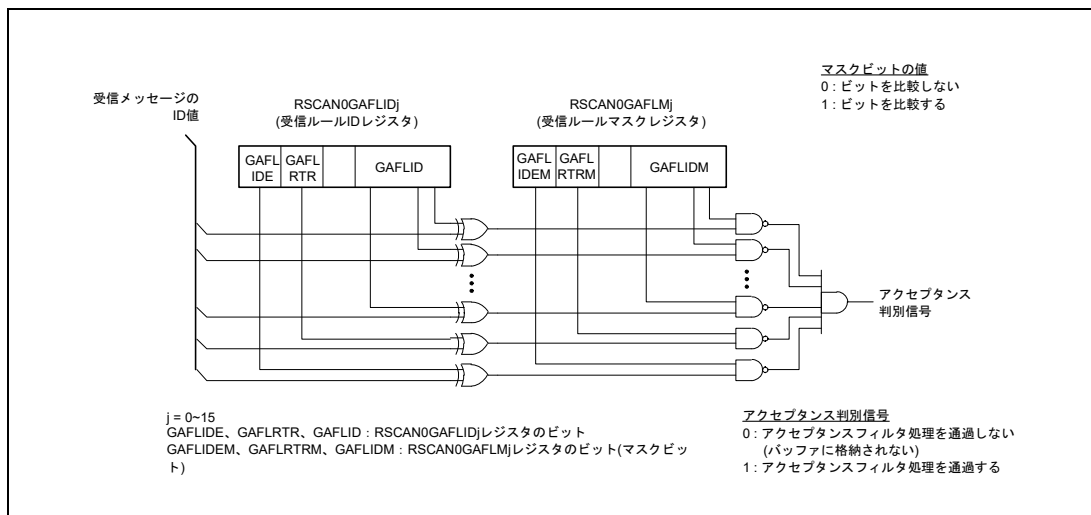 受信メッセージの
ID値
RSCAN0GAFLIDj
(受信ルールIDレジスタ)
RSCAN0GAFLMj
(受信ルールマスクレジスタ)
マスクビットの値
0 : ビットを比較しない
1 : ビットを比較する
GAFL
IDE
GAFL
RTR
GAFLID
GAFL
IDEM
GAFL
RTRM
GAFLIDM
アクセプタンス
判別信号
j = 0~15
GAFLIDE、GAFLRTR、GAFLID : RSCAN0GAFLIDjレジスタのビット
GAFLIDEM、GAFLRTRM、GAFLIDM : RSCAN0GAFLMjレジスタのビット(マスクビッ
ト)
アクセプタンス判別信号
0 : アクセプタンスフィルタ処理を通過しない
(バッファに格納されない)
1 : アクセプタンスフィルタ処理を通過する